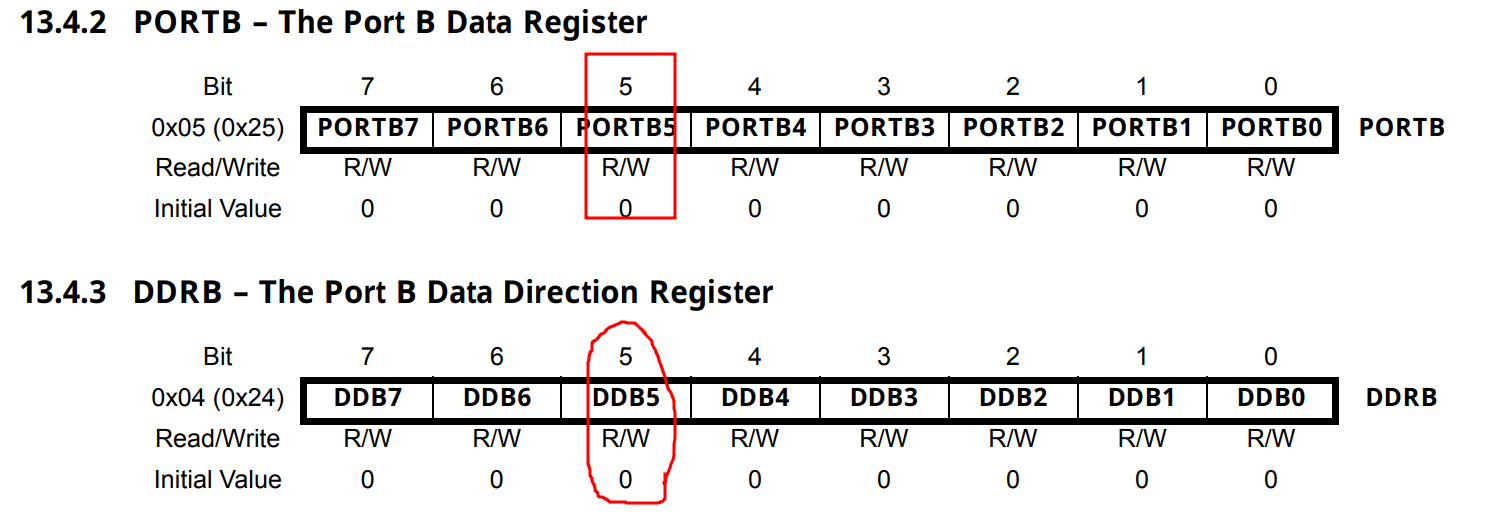 13.4.2 PORTB – The Port B Data Register
Bit 7 6 5 4 3 2 1 0
0x05 (0x25) PORTB7 PORTB6 PORTB5 PORTB4 PORTB3 PORTB2 PORTB1 PORTB0 PORTB
Read/Write R/W R/W R/W R/W R/W R/W R/W R/W
Initial Value 0 0 0 0 0 0 0 0
13.4.3 DDRB – The Port B Data Direction Register
Bit 7 6 5 4 3 2 1 0
0x04 (0x24) DDB7 DDB6 DDB5 DDB4 DDB3 DDB2 DDB1 DDB0 DDRB
Read/Write R/W R/W R/W R/W R/W R/W R/W R/W
Initial Value 0 0 0 0 0 0 0 0